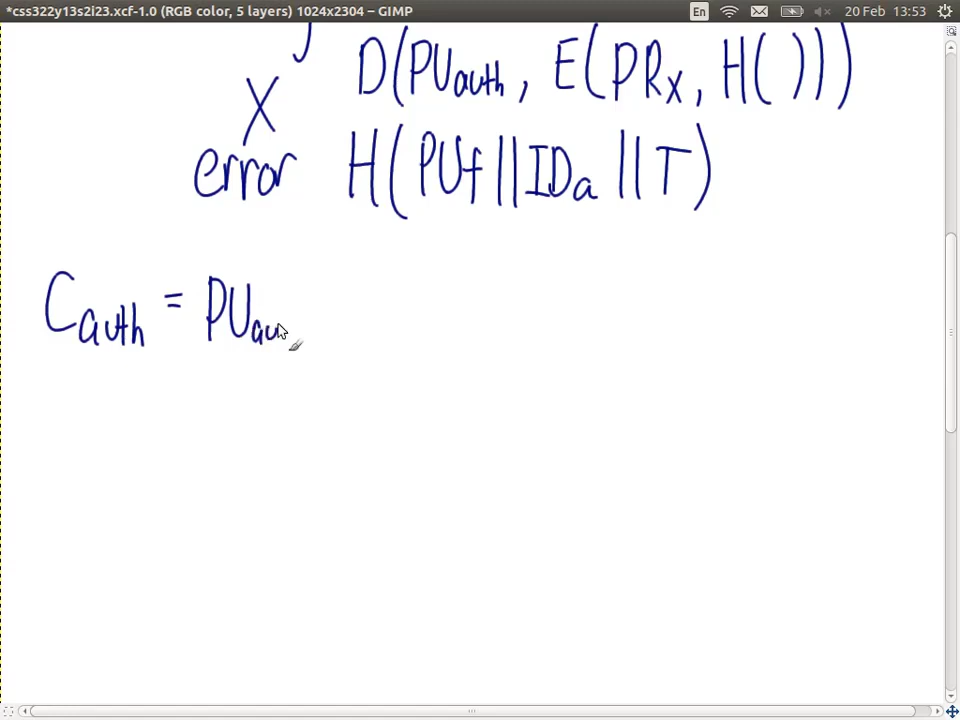 *css322y13s2i23.xcf-1.0 (RGB color, 5 layers) 1024x2304 – GIMP
En
20 Feb 13:53
D(PUauth, E(PRx, H()))
X
error H(PUf||IDa||T)
Cauth = PUau